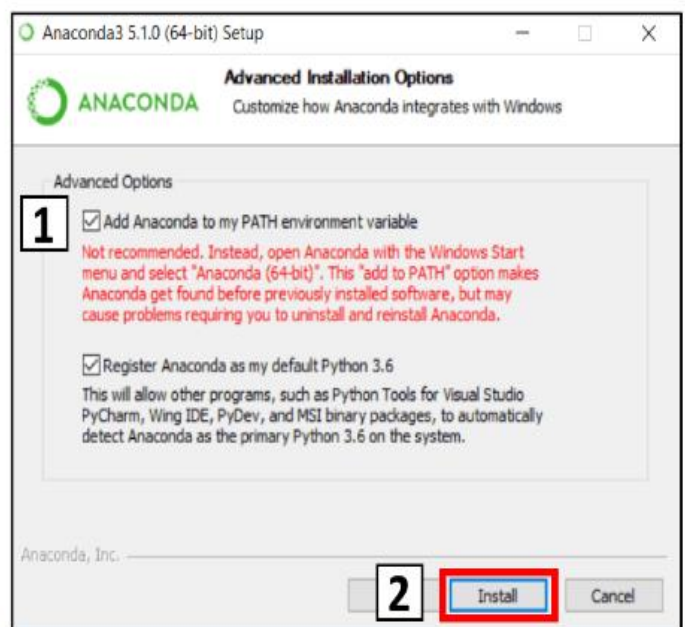 Anaconda3 5.1.0 (64-bit) Setup
ANACONDA
Advanced Installation Options
Customize how Anaconda integrates with Windows
Advanced Options
1
Add Anaconda to my PATH environment variable
Not recommended. Instead, open Anaconda with the Windows Start
menu and select "Anaconda (64-bit)". This "add to PATH" option makes
Anaconda get found before previously installed software, but may
cause problems requiring you to uninstall and reinstall Anaconda.
Register Anaconda as my default Python 3.6
This will allow other programs, such as Python Tools for Visual Studio
PyCharm, Wing IDE, PyDev, and MSI binary packages, to automatically
detect Anaconda as the primary Python 3.6 on the system.
Anaconda, Inc.
2
Install
Cancel